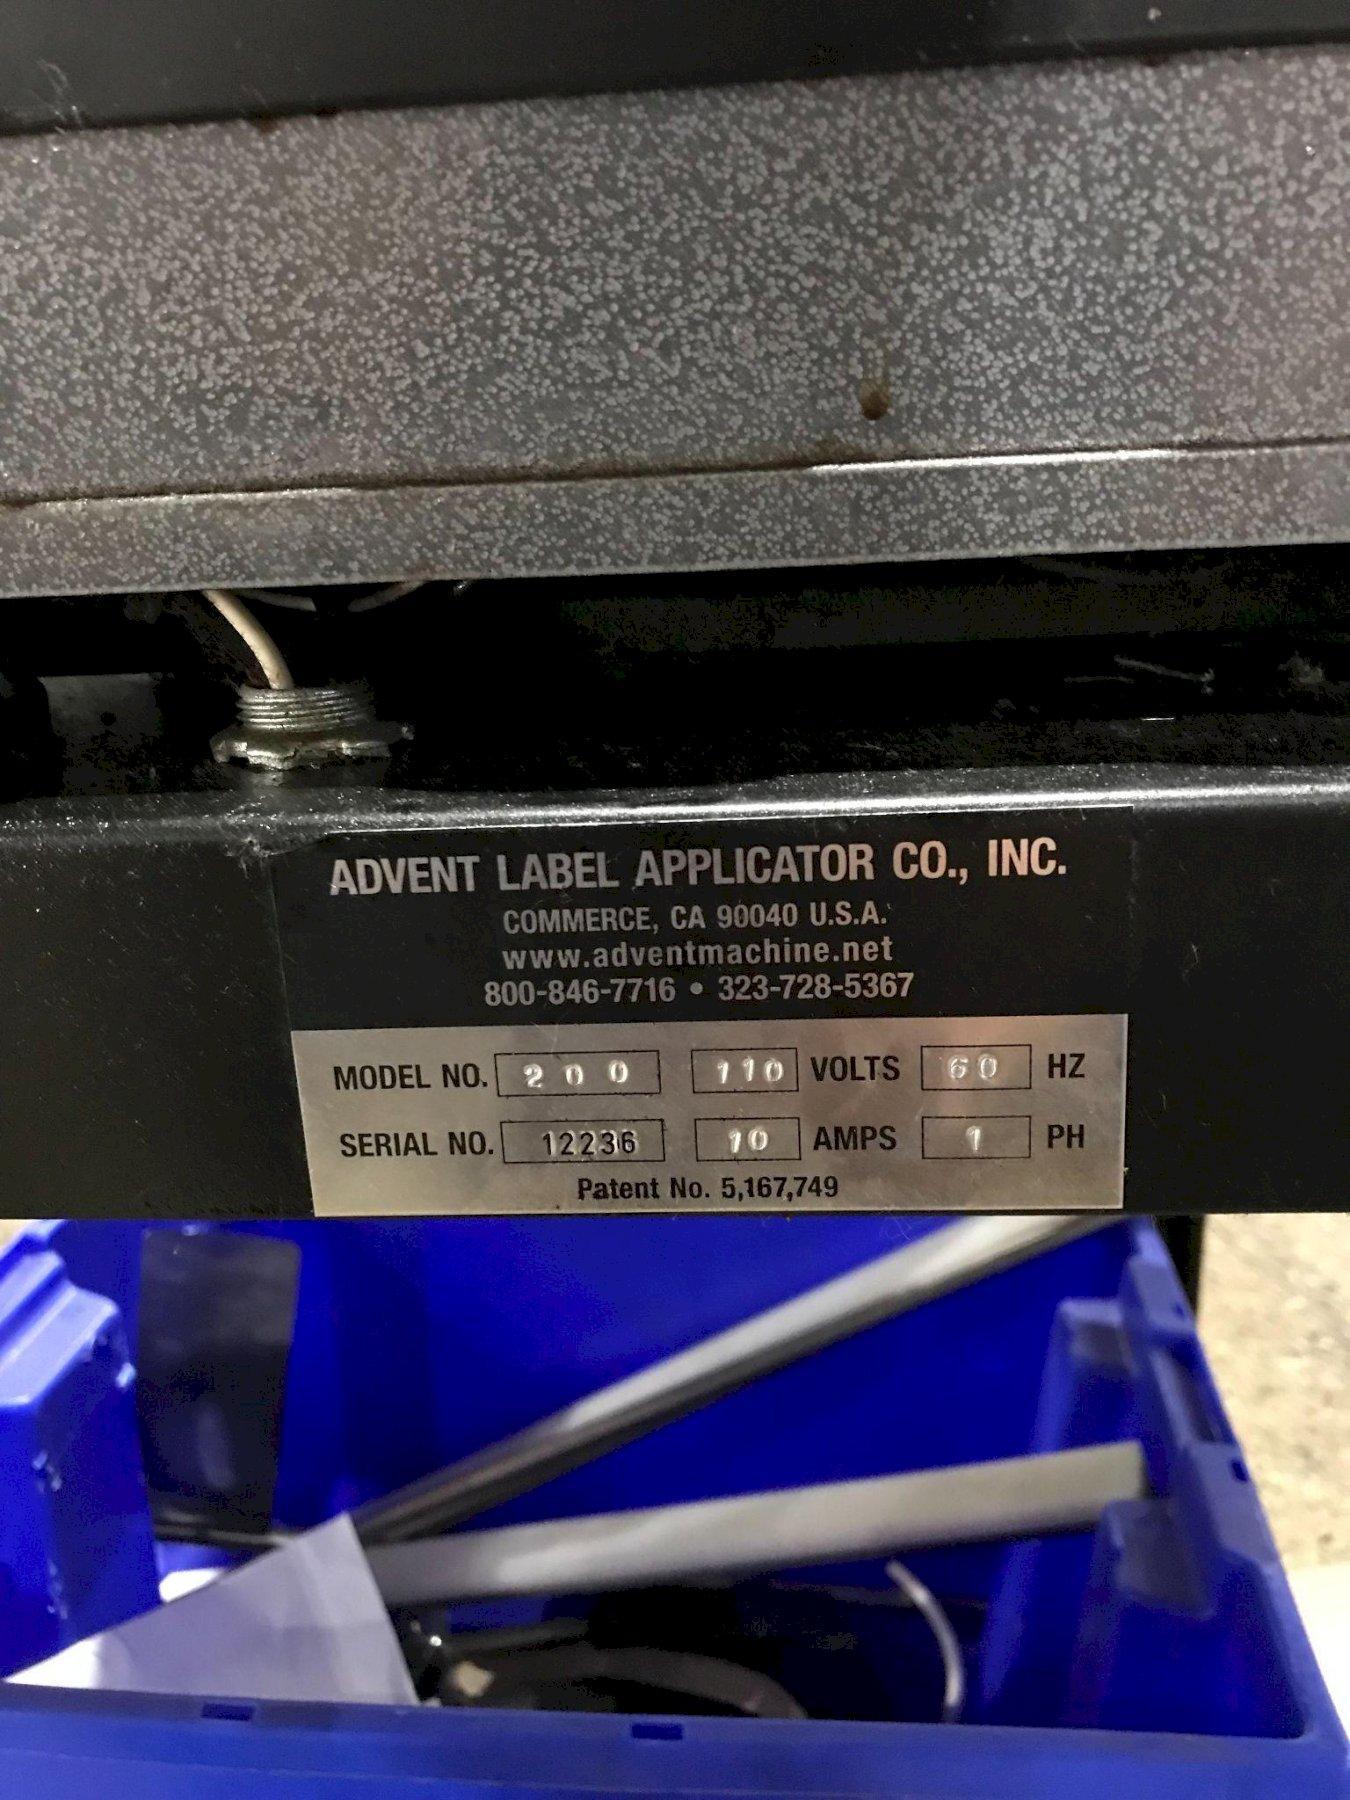 ADVENT LABEL APPLICATOR CO., INC.
COMMERCE, CA 90040 U.S.A.
www.adventmachine.net
800-846-7716 • 323-728-5367
MODEL NO. 200 110 VOLTS 60 HZ
SERIAL NO. 12236 10 AMPS 1 PH
Patent No. 5,167,749